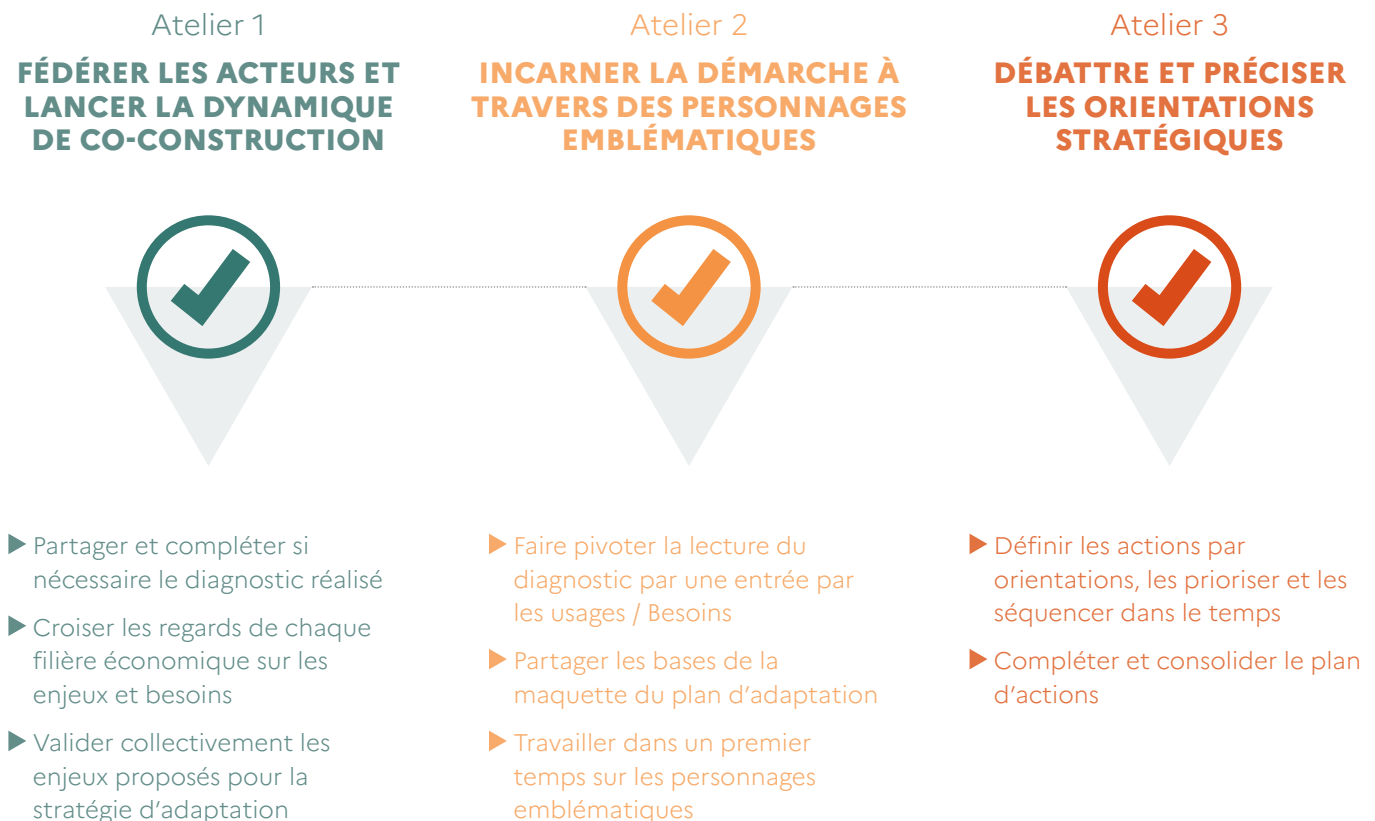 Atelier 1
FÉDÉRER LES ACTEURS ET
LANCER LA DYNAMIQUE
DE CO-CONSTRUCTION
Partager et compléter si
nécessaire le diagnostic réalisé
Croiser les regards de chaque
filière économique sur les
enjeux et besoins
Valider collectivement les
enjeux proposés pour la
stratégie d'adaptation
Atelier 2
INCARNER LA DÉMARCHE À
TRAVERS DES PERSONNAGES
EMBLÉMATIQUES
Faire pivoter la lecture du
diagnostic par une entrée par
les usages / Besoins
Partager les bases de la
maquette du plan d'adaptation
Travailler dans un premier
temps sur les personnages
emblématiques
Atelier 3
DÉBATTRE ET PRÉCISER
LES ORIENTATIONS
STRATÉGIQUES
Définir les actions par
orientations, les prioriser et les
séquencer dans le temps
Compléter et consolider le plan
d'actions